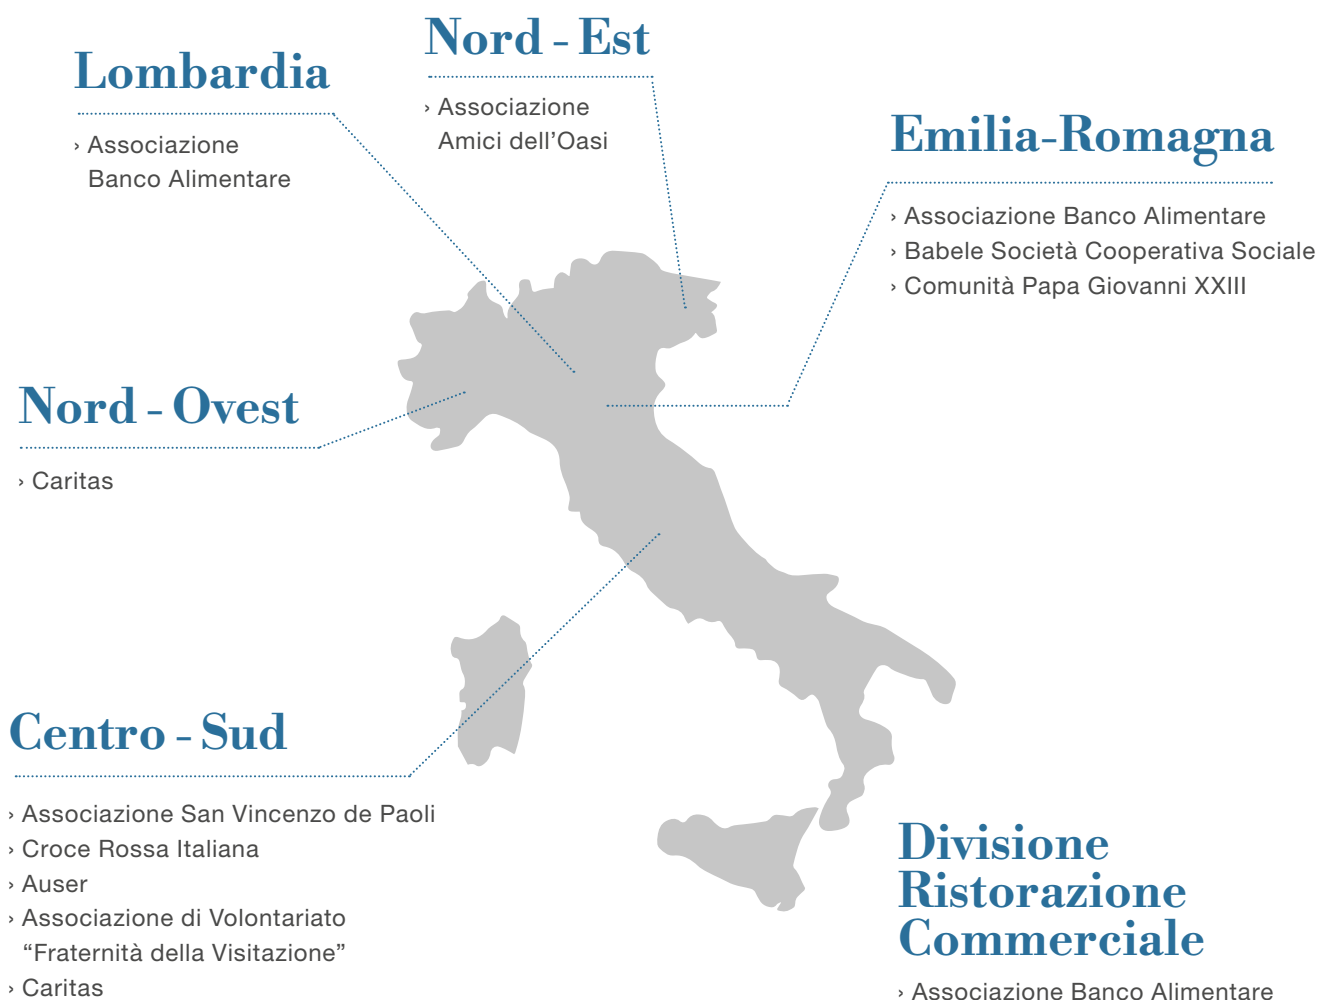 Nord - Est
› Associazione
Amici dell’Oasi
Lombardia
› Associazione
Banco Alimentare
Emilia-Romagna
› Associazione Banco Alimentare
› Babele Società Cooperativa Sociale
› Comunità Papa Giovanni XXIII
Nord - Ovest
› Caritas
Centro - Sud
› Associazione San Vincenzo de Paoli
› Croce Rossa Italiana
› Auser
› Associazione di Volontariato
“Fraternità della Visitazione”
› Caritas
Divisione
Ristorazione
Commerciale
› Associazione Banco Alimentare